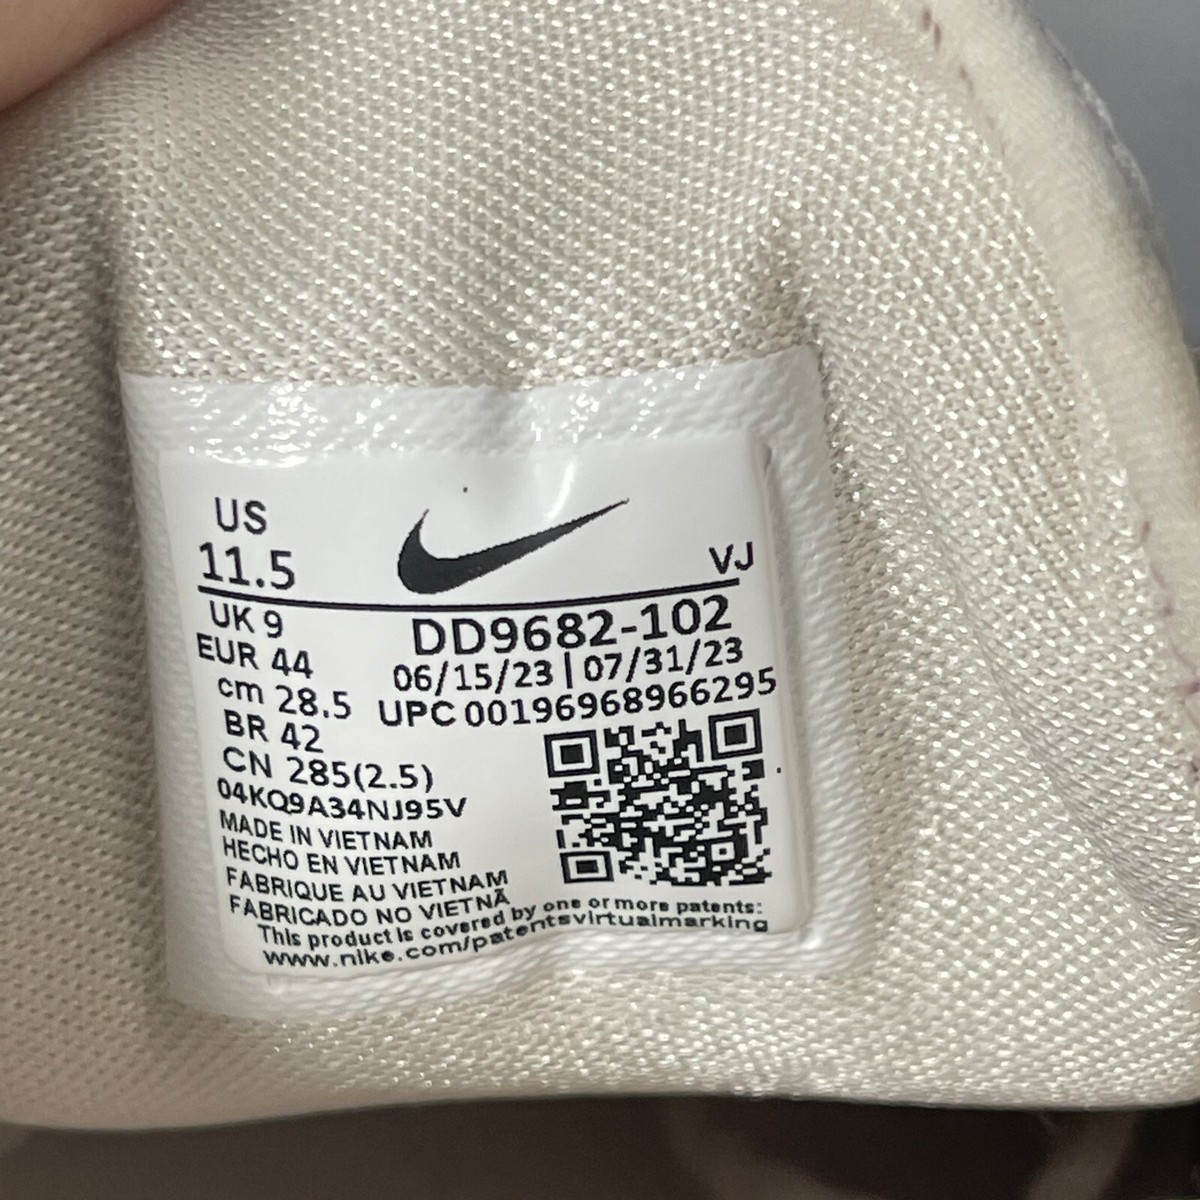 US
11.5
VJ
UK 9
EUR 44
cm 28.5
BR 42
CN 285(2.5)
DD9682-102
06/15/23 | 07/31/23
UPC 00196968966295
04KQ9A34NJ95V
MADE IN VIETNAM
HECHO EN VIETNAM
FABRIQUE AU VIETNAM
FABRICADO NO VIETNÃ
This product is covered by one or more patents:
www.nike.com/patentsvirtualmarking